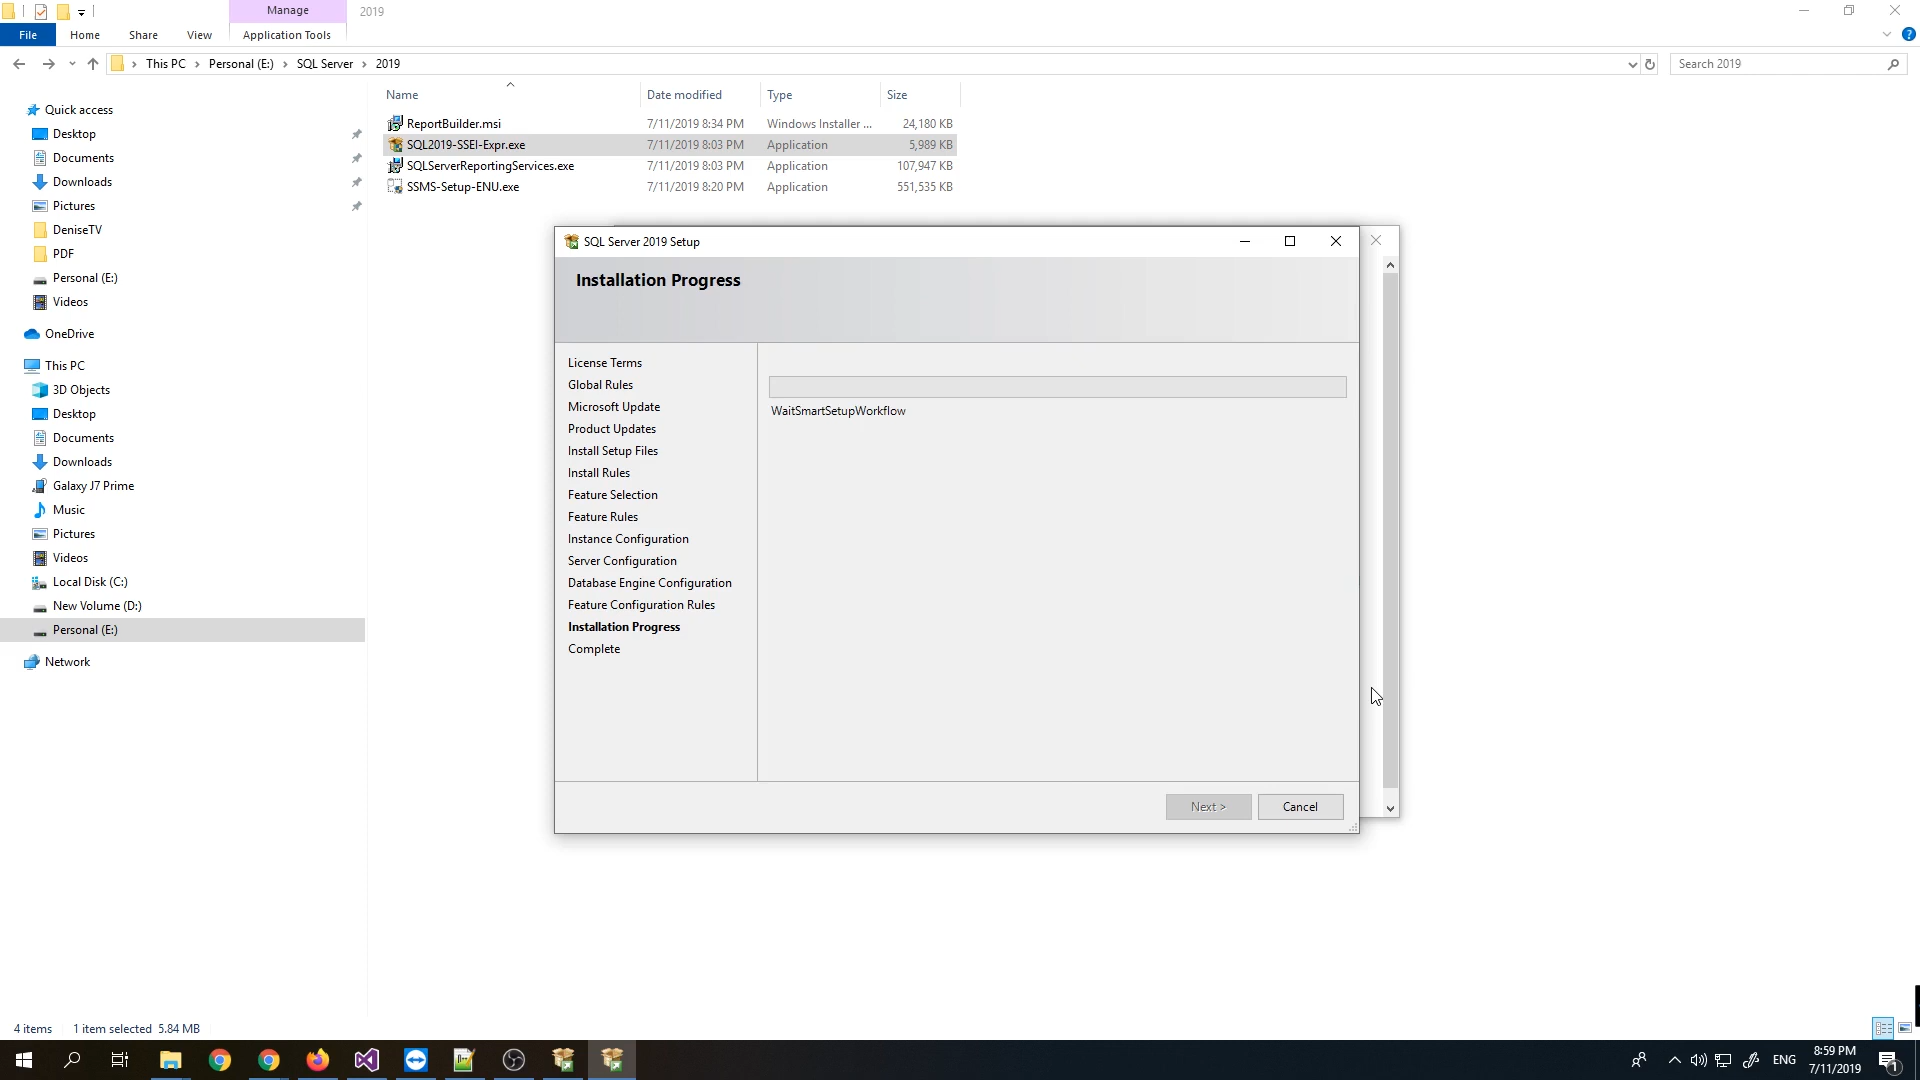 Manage
2019
File
Home
Share
View
Application Tools
This PC
Personal (E:)
SQL Server
2019
Search 2019
Name
Date modified
Type
Size
ReportBuilder.msi
7/11/2019 8:34 PM
Windows Installer ...
24,180 KB
SQL2019-SSEI-Expr.exe
7/11/2019 8:03 PM
Application
5,989 KB
SQLServerReportingServices.exe
7/11/2019 8:03 PM
Application
107,947 KB
SSMS-Setup-ENU.exe
7/11/2019 8:20 PM
Application
551,535 KB
Quick access
Desktop
Documents
Downloads
Pictures
DeniseTV
PDF
Personal (E:)
Videos
OneDrive
This PC
3D Objects
Desktop
Documents
Downloads
Galaxy J7 Prime
Music
Pictures
Videos
Local Disk (C:)
New Volume (D:)
Personal (E:)
Network
SQL Server 2019 Setup
Installation Progress
License Terms
Global Rules
Microsoft Update
Product Updates
Install Setup Files
Install Rules
Feature Selection
Feature Rules
Instance Configuration
Server Configuration
Database Engine Configuration
Feature Configuration Rules
Installation Progress
Complete
WaitSmartSetupWorkflow
Next >
Cancel
4 items
1 item selected 5.84 MB
ENG
8:59 PM
7/11/2019
1